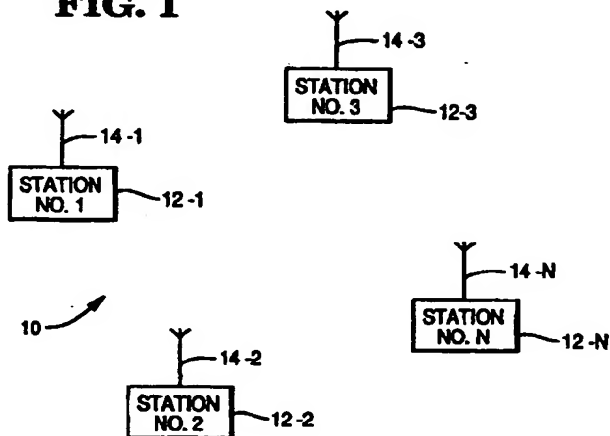 FIG. 1
14-3
STATION
NO. 3
12-3
14-1
STATION
NO. 1
12-1
14-N
STATION
NO. N
12-N
10
14-2
STATION
NO. 2
12-2